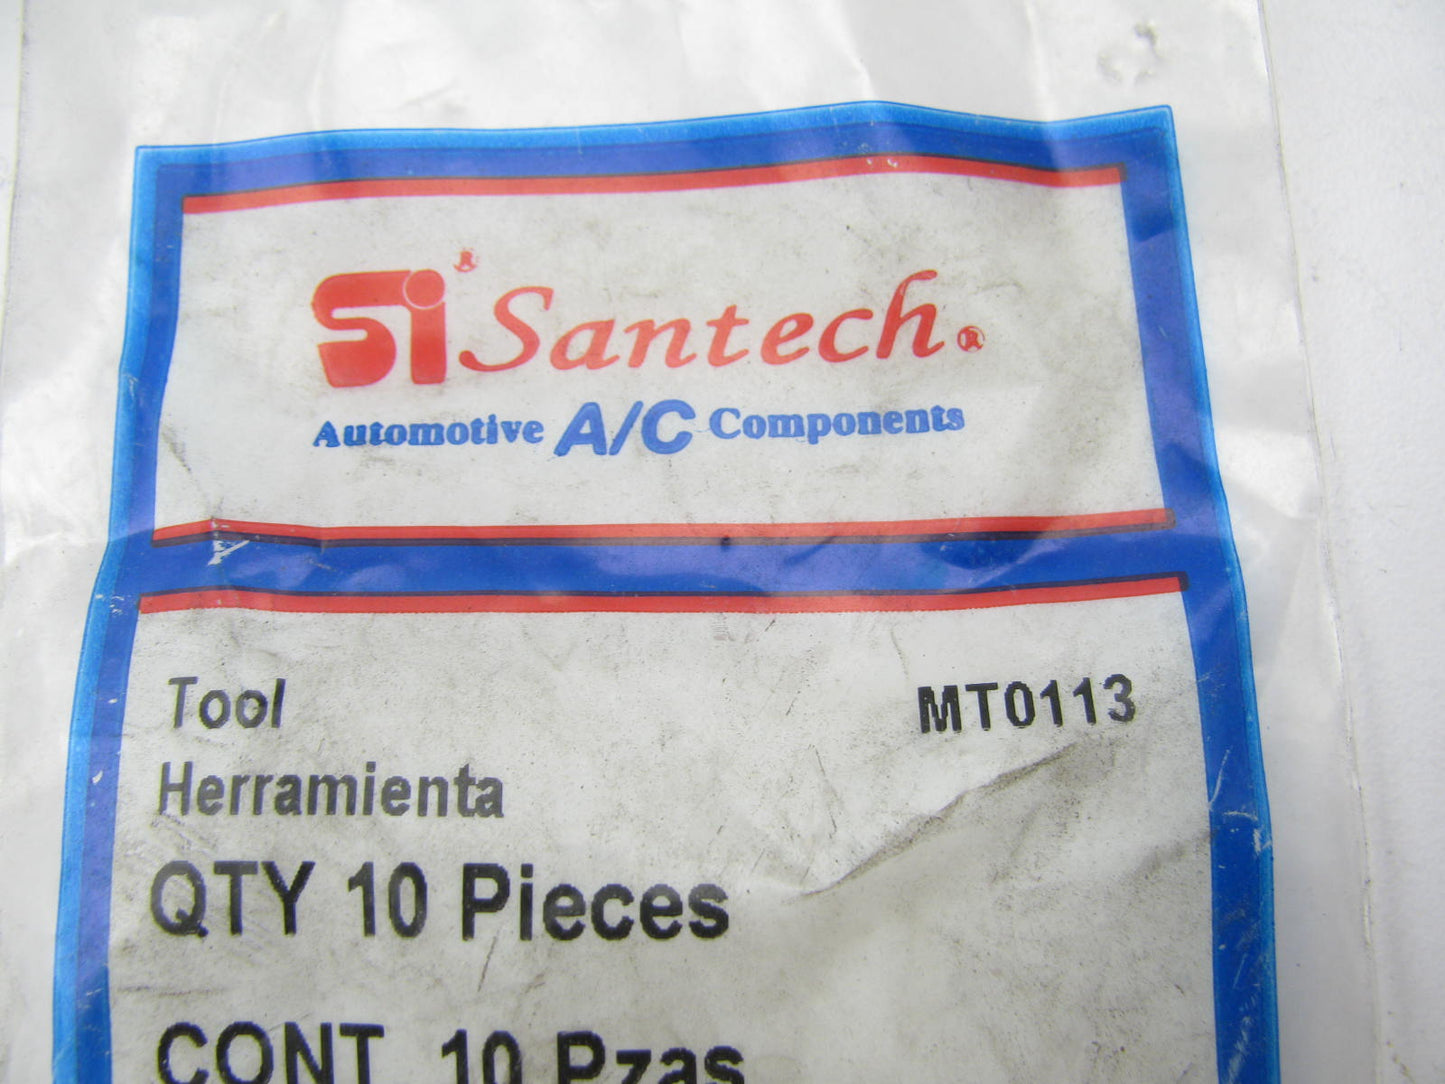 Si® Santech®
Automotive A/C Components
Tool MT0113
Herramienta
QTY 10 Pieces
CONT 10 Pzas